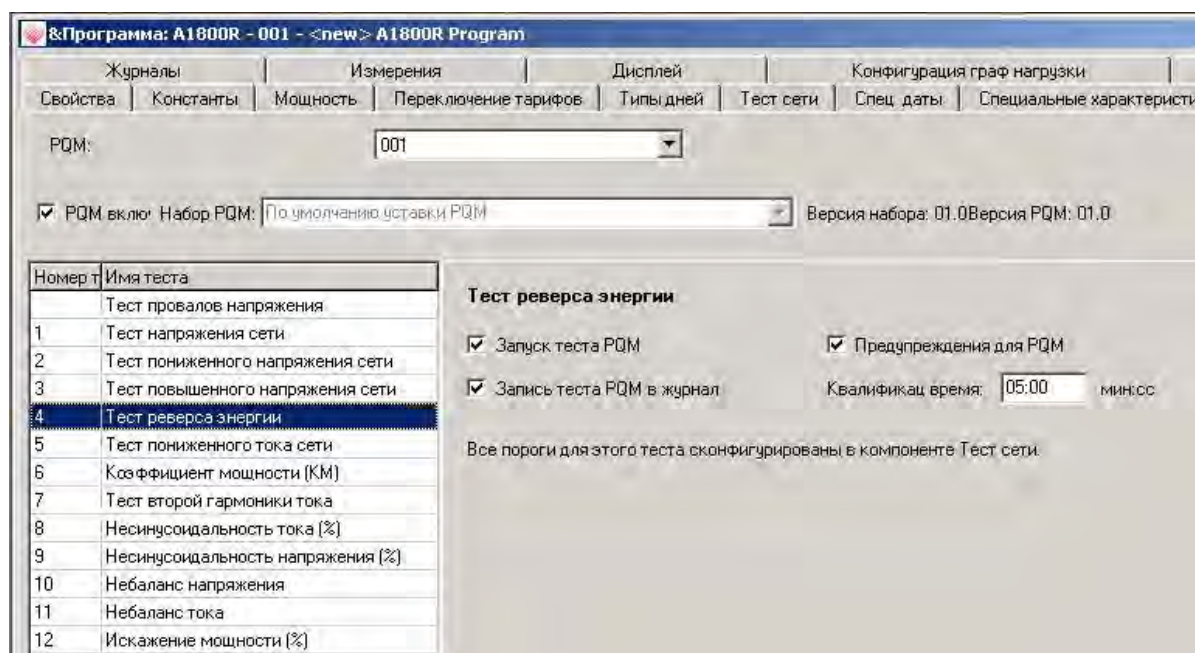 &Программа: A1800R - 001 - <new> A1800R Program
Журналы Измерения Дисплей Конфигурация граф нагрузки
Свойства Константы Мощность Переключение тарифов Типы дней Тест сети Спец. даты Специальные характеристи
PQM: 001
PQM вклю Набор PQM: По умолчанию уставки PQM Версия набора: 01.0Версия PQM: 01.0
Номер т Имя теста
Тест провалов напряжения
1 Тест напряжения сети
2 Тест пониженного напряжения сети
3 Тест повышенного напряжения сети
4 Тест реверса энергии
5 Тест пониженного тока сети
6 Коэффициент мощности (КМ)
7 Тест второй гармоники тока
8 Несинусоидальность тока (%)
9 Несинусоидальность напряжения (%)
10 Небаланс напряжения
11 Небаланс тока
12 Искажение мощности (%)
Тест реверса энергии
Запуск теста PQM Предупреждения для PQM
Запись теста PQM в журнал Квалификац время: 05:00 мин:сс
Все пороги для этого теста сконфигурированы в компоненте Тест сети.